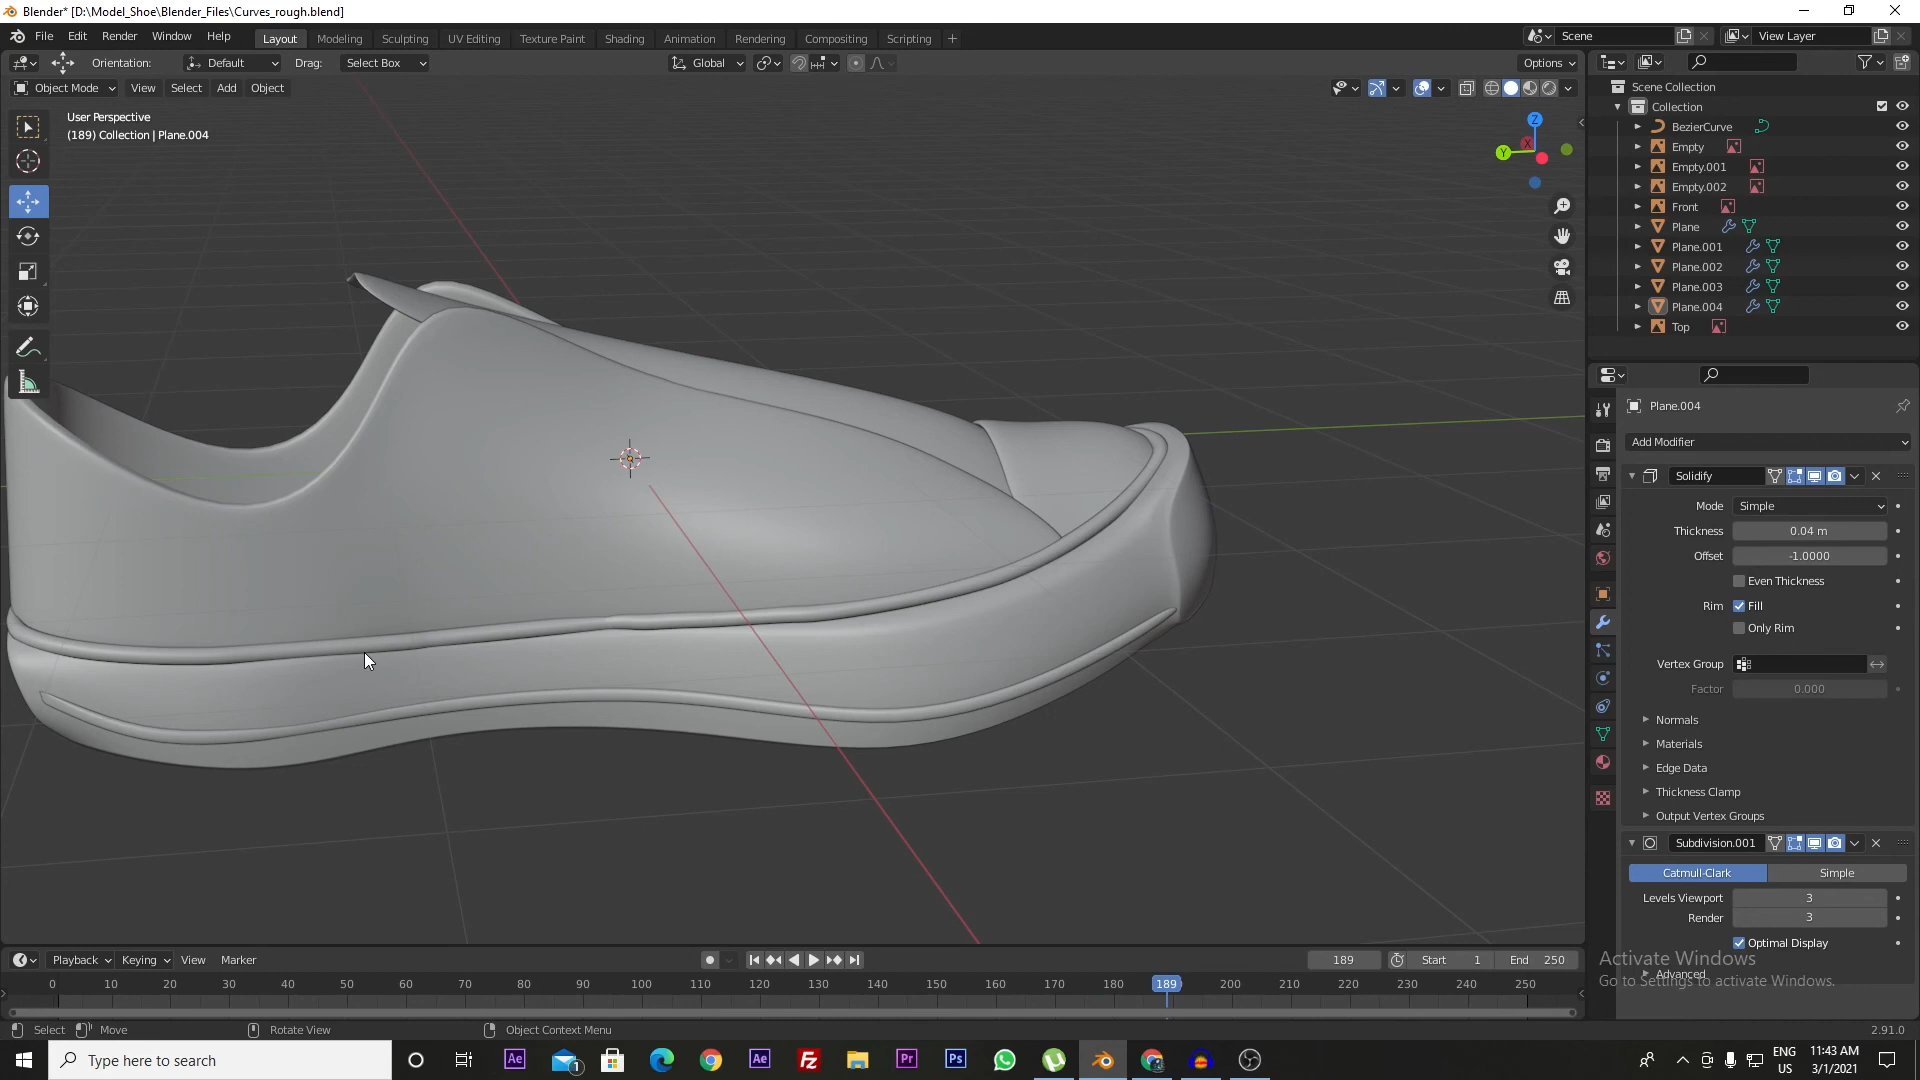 Blender* [D:\Model_Shoe\Blender_Files\Curves_rough.blend]
File Edit Render Window Help Layout Modeling Sculpting UV Editing Texture Paint Shading Animation Rendering Compositing Scripting + Scene View Layer
Orientation: Default Drag: Select Box Global Options
Object Mode View Select Add Object
User Perspective
(189) Collection | Plane.004
Z
X
Y
Scene Collection
Collection
BezierCurve
Empty
Empty.001
Empty.002
Front
Plane
Plane.001
Plane.002
Plane.003
Plane.004
Top
Plane.004
Add Modifier
Solidify
Mode Simple
Thickness 0.04 m
Offset -1.0000
Even Thickness
Rim Fill
Only Rim
Vertex Group
Factor 0.000
Normals
Materials
Edge Data
Thickness Clamp
Output Vertex Groups
Subdivision.001
Catmull-Clark Simple
Levels Viewport 3
Render 3
Optimal Display
Advanced
Activate Windows
Go to Settings to activate Windows.
Playback Keying View Marker 189 Start 1 End 250
0 10 20 30 40 50 60 70 80 90 100 110 120 130 140 150 160 170 180 189 200 210 220 230 240 250
Select Move Rotate View Object Context Menu 2.91.0
Type here to search
Ae 1 Ae Fz Pr Ps
ENG
US
11:43 AM
3/1/2021